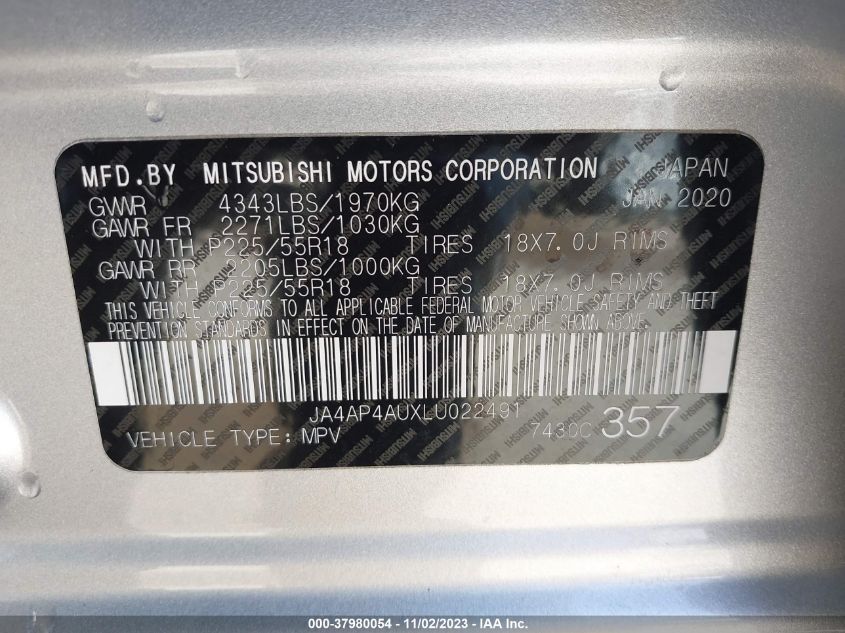 MFD.BY MITSUBISHI MOTORS CORPORATION JAPAN
GVWR 4343LBS/1970KG JAN 2020
GAWR FR 2271LBS/1030KG
WITH P225/55R18 TIRES 18X7.0J RIMS
GAWR RR 2205LBS/1000KG
WITH P225/55R18 TIRES 18X7.0J RIMS
THIS VEHICLE CONFORMS TO ALL APPLICABLE FEDERAL MOTOR VEHICLE SAFETY AND THEFT
PREVENTION STANDARDS IN EFFECT ON THE DATE OF MANUFACTURE SHOWN ABOVE.
JA4AP4AUXLU022491
VEHICLE TYPE: MPV 7430C 357
000-37980054 - 11/02/2023 - © IAA Inc.